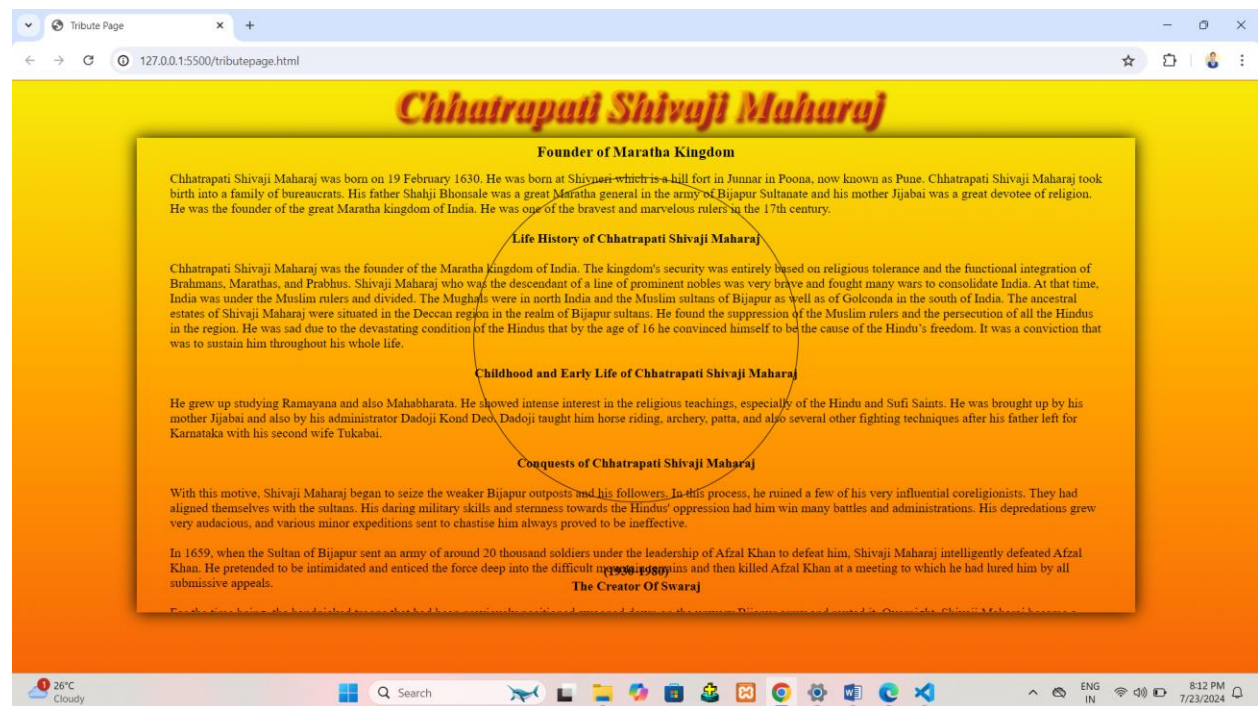 Tribute Page
127.0.0.1:5500/tributepage.html
Chhatrapati Shivaji Maharaj
Founder of Maratha Kingdom
Chhatrapati Shivaji Maharaj was born on 19 February 1630. He was born at Shivneri which is a hill fort in Junnar in Poona, now known as Pune. Chhatrapati Shivaji Maharaj took
birth into a family of bureaucrats. His father Shahji Bhonsale was a great Maratha general in the army of Bijapur Sultanate and his mother Jijabai was a great devotee of religion.
He was the founder of the great Maratha kingdom of India. He was one of the bravest and marvelous rulers in the 17th century.
Life History of Chhatrapati Shivaji Maharaj
Chhatrapati Shivaji Maharaj was the founder of the Maratha kingdom of India. The kingdom's security was entirely based on religious tolerance and the functional integration of
Brahmans, Marathas, and Prabhus. Shivaji Maharaj who was the descendant of a line of prominent nobles was very brave and fought many wars to consolidate India. At that time,
India was under the Muslim rulers and divided. The Mughals were in north India and the Muslim sultans of Bijapur as well as of Golconda in the south of India. The ancestral
estates of Shivaji Maharaj were situated in the Deccan region in the realm of Bijapur sultans. He found the suppression of the Muslim rulers and the persecution of all the Hindus
in the region. He was sad due to the devastating condition of the Hindus that by the age of 16 he convinced himself to be the cause of the Hindu’s freedom. It was a conviction that
was to sustain him throughout his whole life.
Childhood and Early Life of Chhatrapati Shivaji Maharaj
He grew up studying Ramayana and also Mahabharata. He showed intense interest in the religious teachings, especially of the Hindu and Sufi Saints. He was brought up by his
mother Jijabai and also by his administrator Dadoji Kond Deo. Dadoji taught him horse riding, archery, patta, and also several other fighting techniques after his father left for
Karnataka with his second wife Tukabai.
Conquests of Chhatrapati Shivaji Maharaj
With this motive, Shivaji Maharaj began to seize the weaker Bijapur outposts and his followers. In this process, he ruined a few of his very influential coreligionists. They had
aligned themselves with the sultans. His daring military skills and sternness towards the Hindus' oppression had him win many battles and administrations. His depredations grew
very audacious, and various minor expeditions sent to chastise him always proved to be ineffective.
In 1659, when the Sultan of Bijapur sent an army of around 20 thousand soldiers under the leadership of Afzal Khan to defeat him, Shivaji Maharaj intelligently defeated Afzal
Khan. He pretended to be intimidated and enticed the force deep into the difficult and then killed Afzal Khan at a meeting to which he had lured him by all
(1930-1980)
submissive appeals.
The Creator Of Swaraj
26°C
Cloudy
1
Search
ENG
IN
8:12 PM
7/23/2024